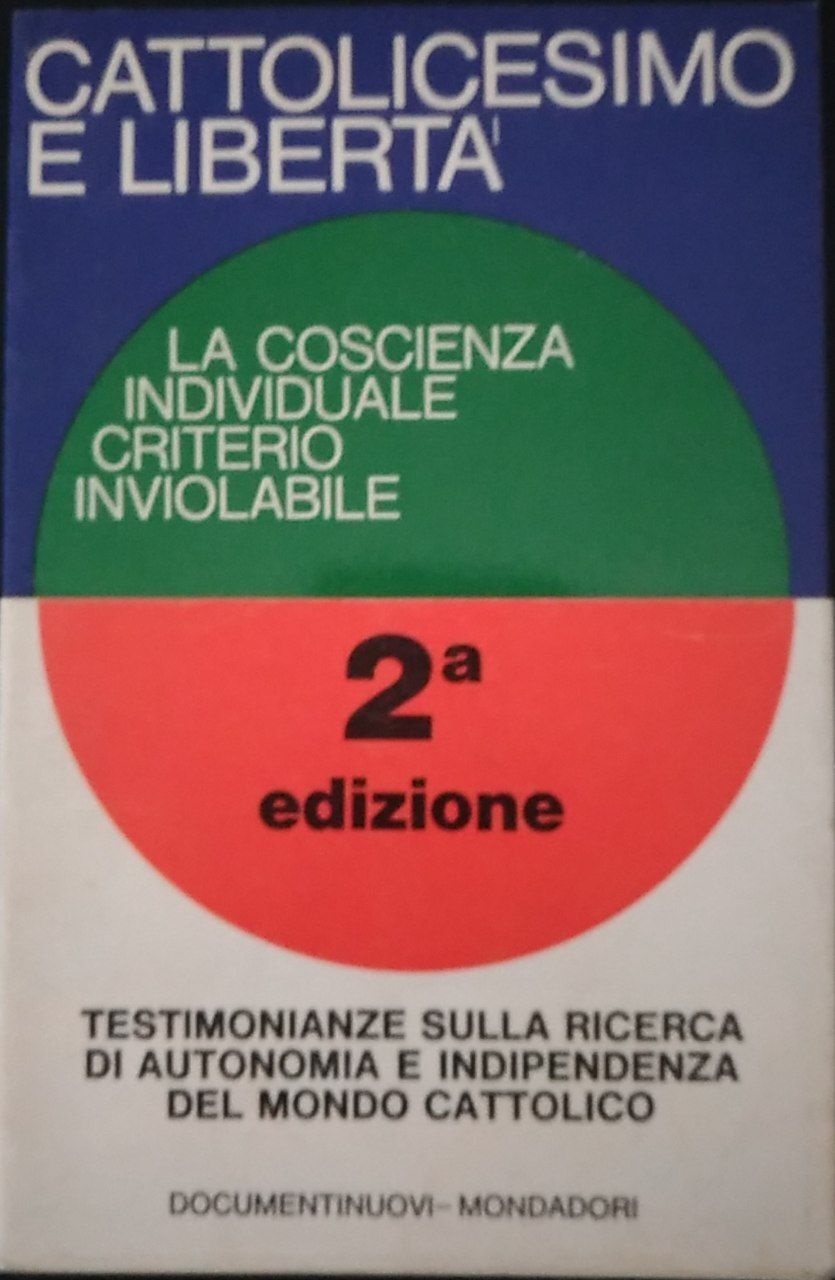 CATTOLICESIMO
E LIBERTA'
LA COSCIENZA
INDIVIDUALE
CRITERIO
INVIOLABILE
2ª
edizione
TESTIMONIANZE SULLA RICERCA
DI AUTONOMIA E INDIPENDENZA
DEL MONDO CATTOLICO
DOCUMENTINUOVI-MONDADORI